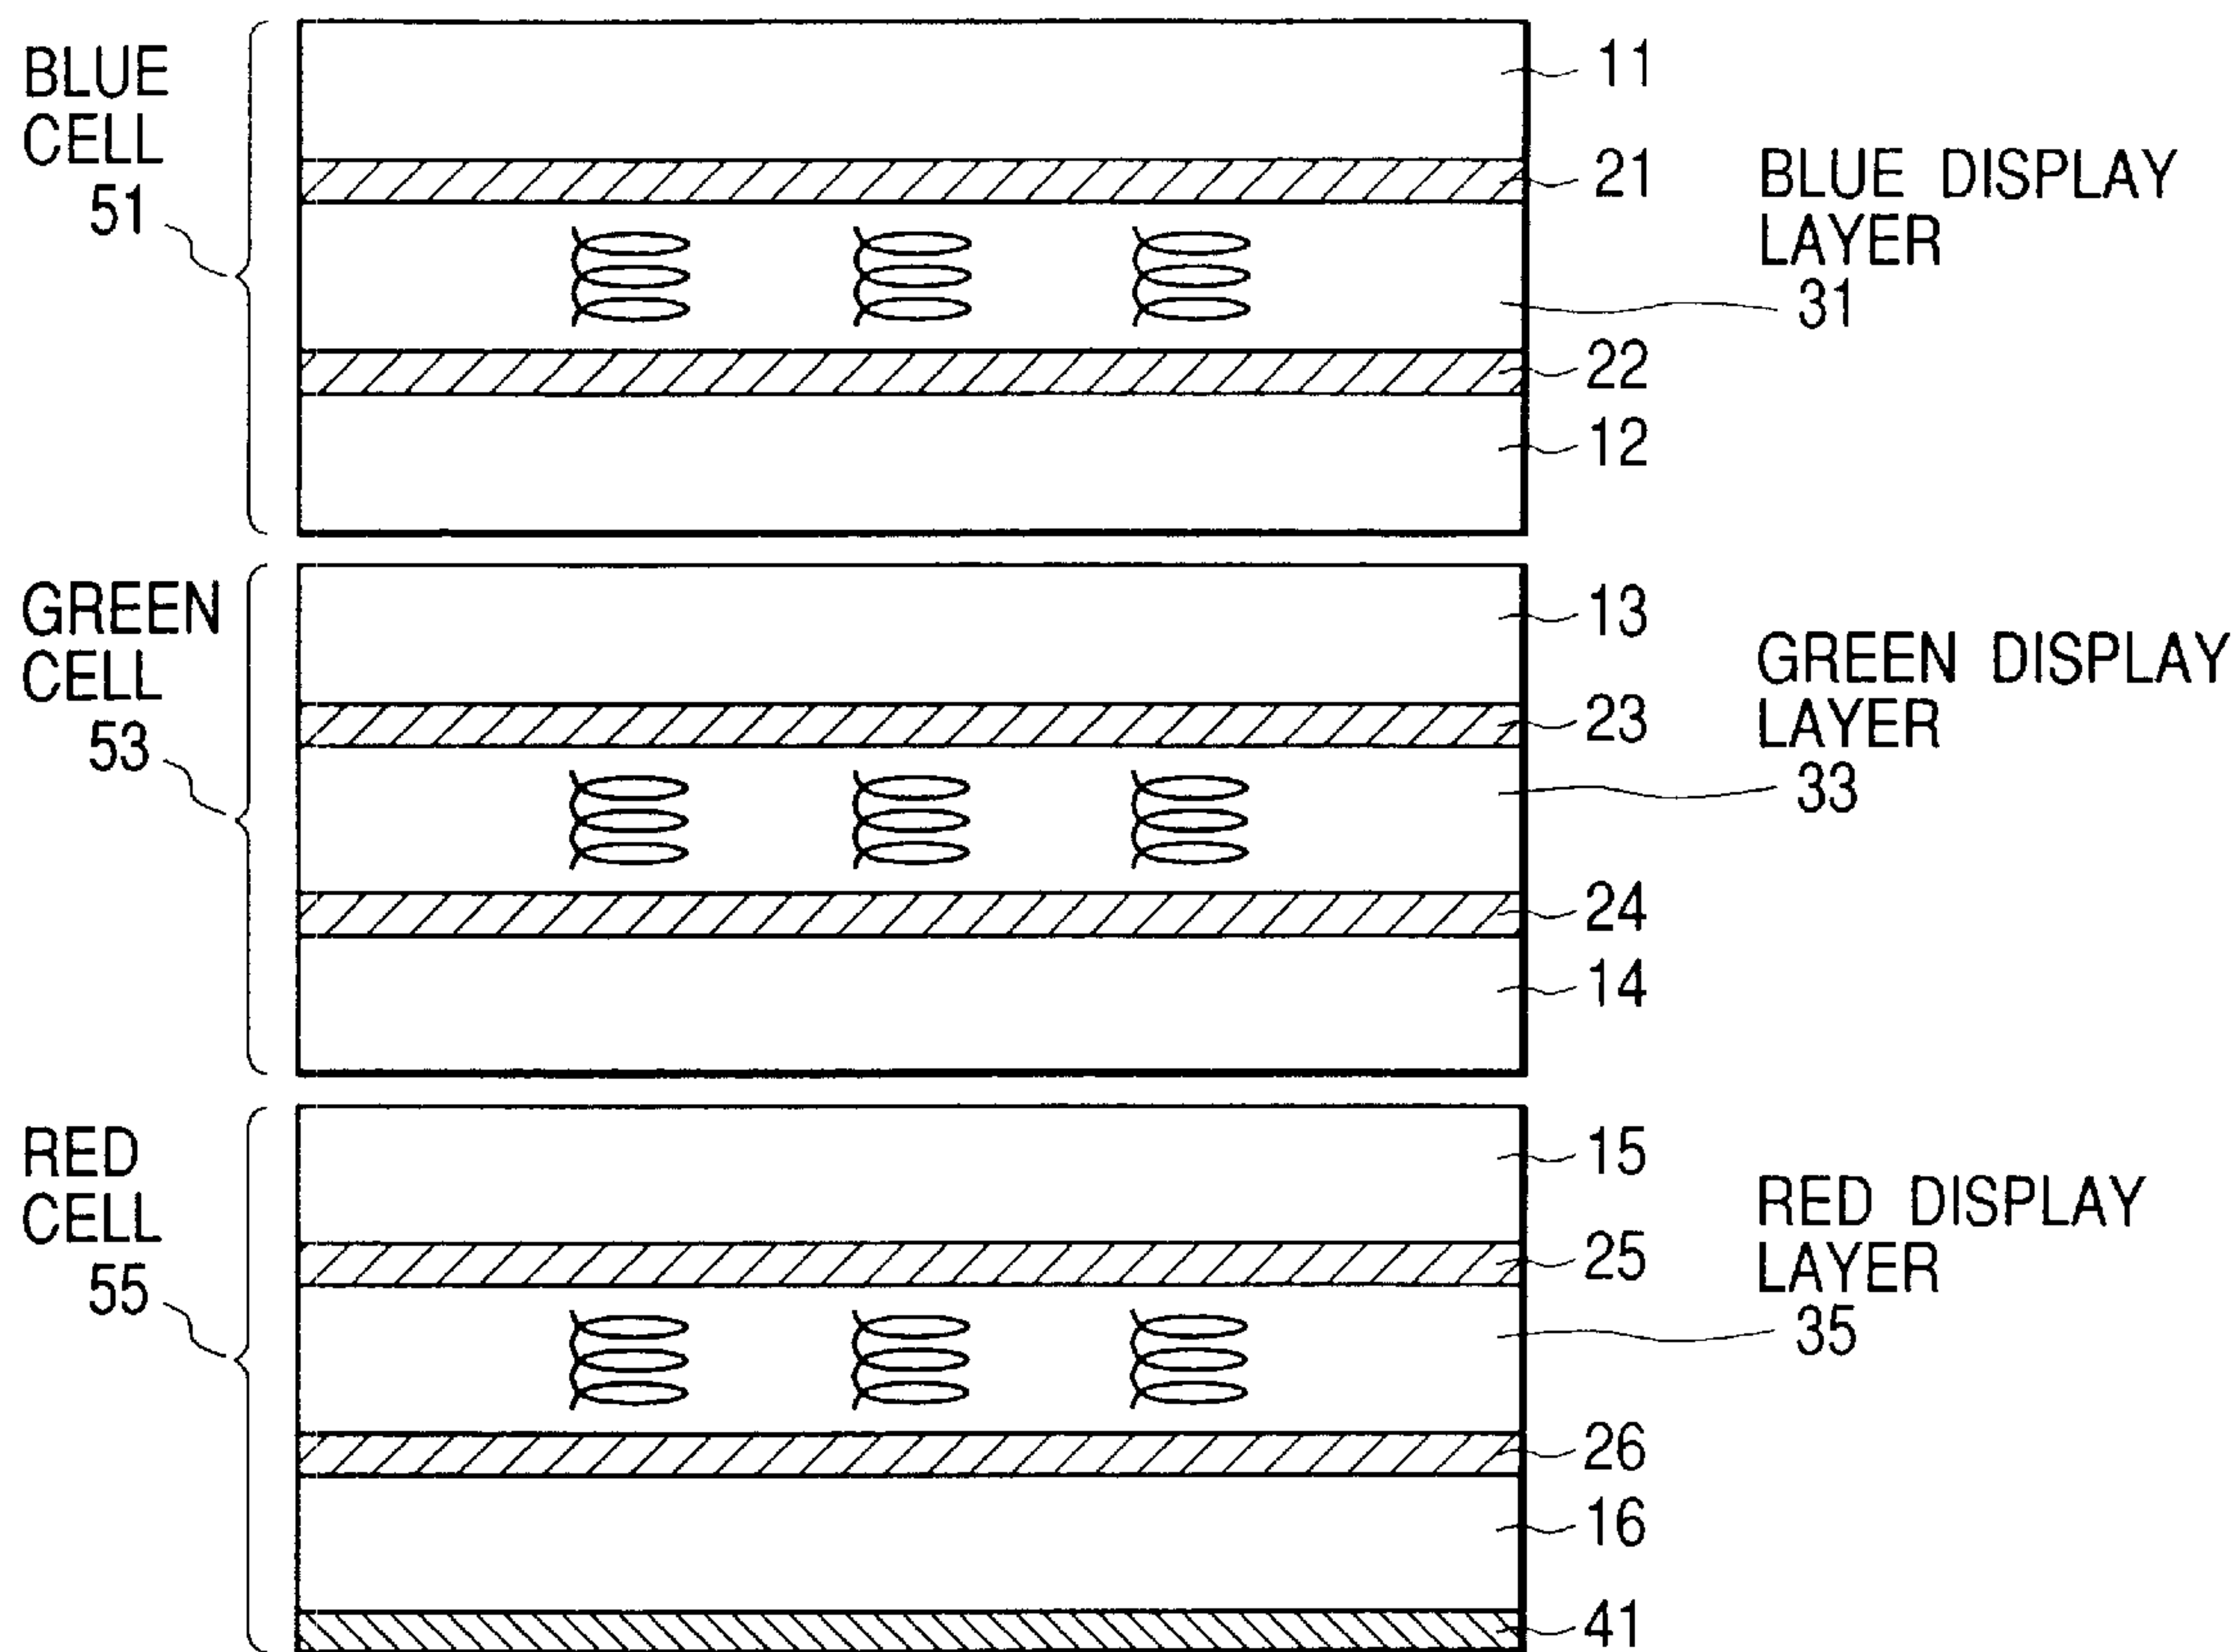 BLUE
CELL
51
11
21
BLUE DISPLAY
LAYER
31
22
12
GREEN
CELL
53
13
23
GREEN DISPLAY
LAYER
33
24
14
RED
CELL
55
15
25
RED DISPLAY
LAYER
35
26
16
41